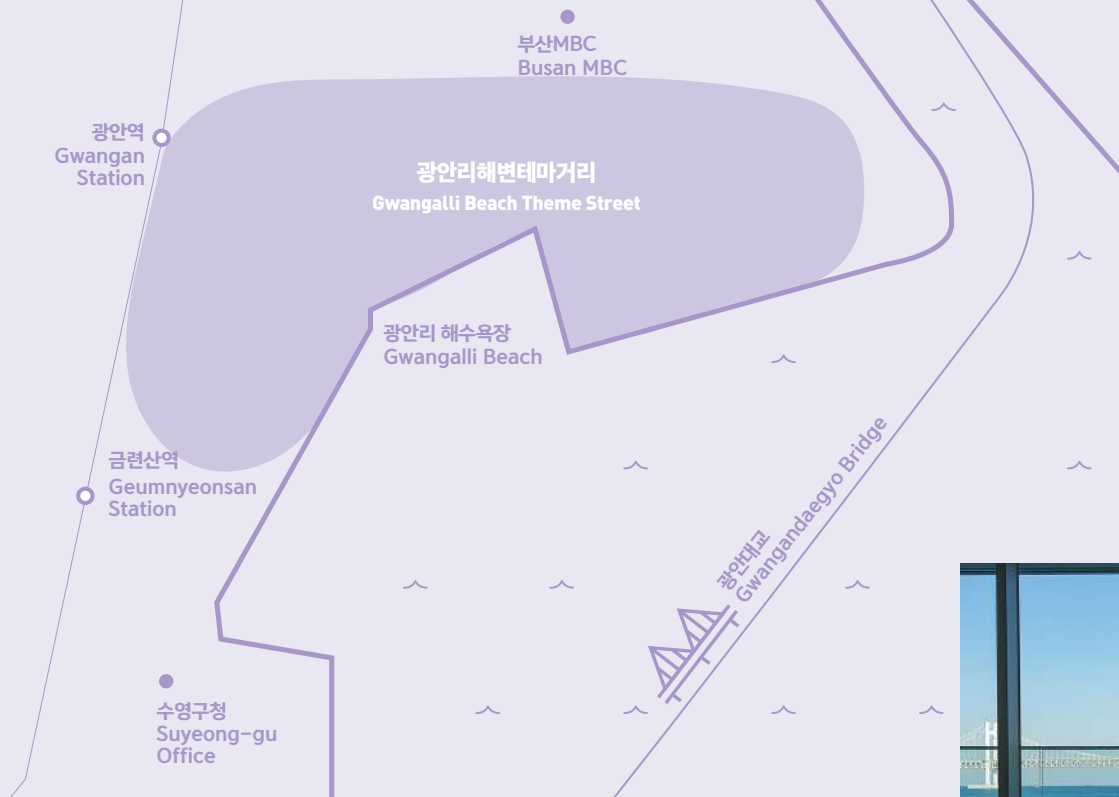 부산MBC
Busan MBC
광안역
Gwangan
Station
광안리해변테마거리
Gwangalli Beach Theme Street
광안리 해수욕장
Gwangalli Beach
금련산역
Geumnyeonsan
Station
광안대교
Gwangandaegyo Bridge
수영구청
Suyeong-gu
Office